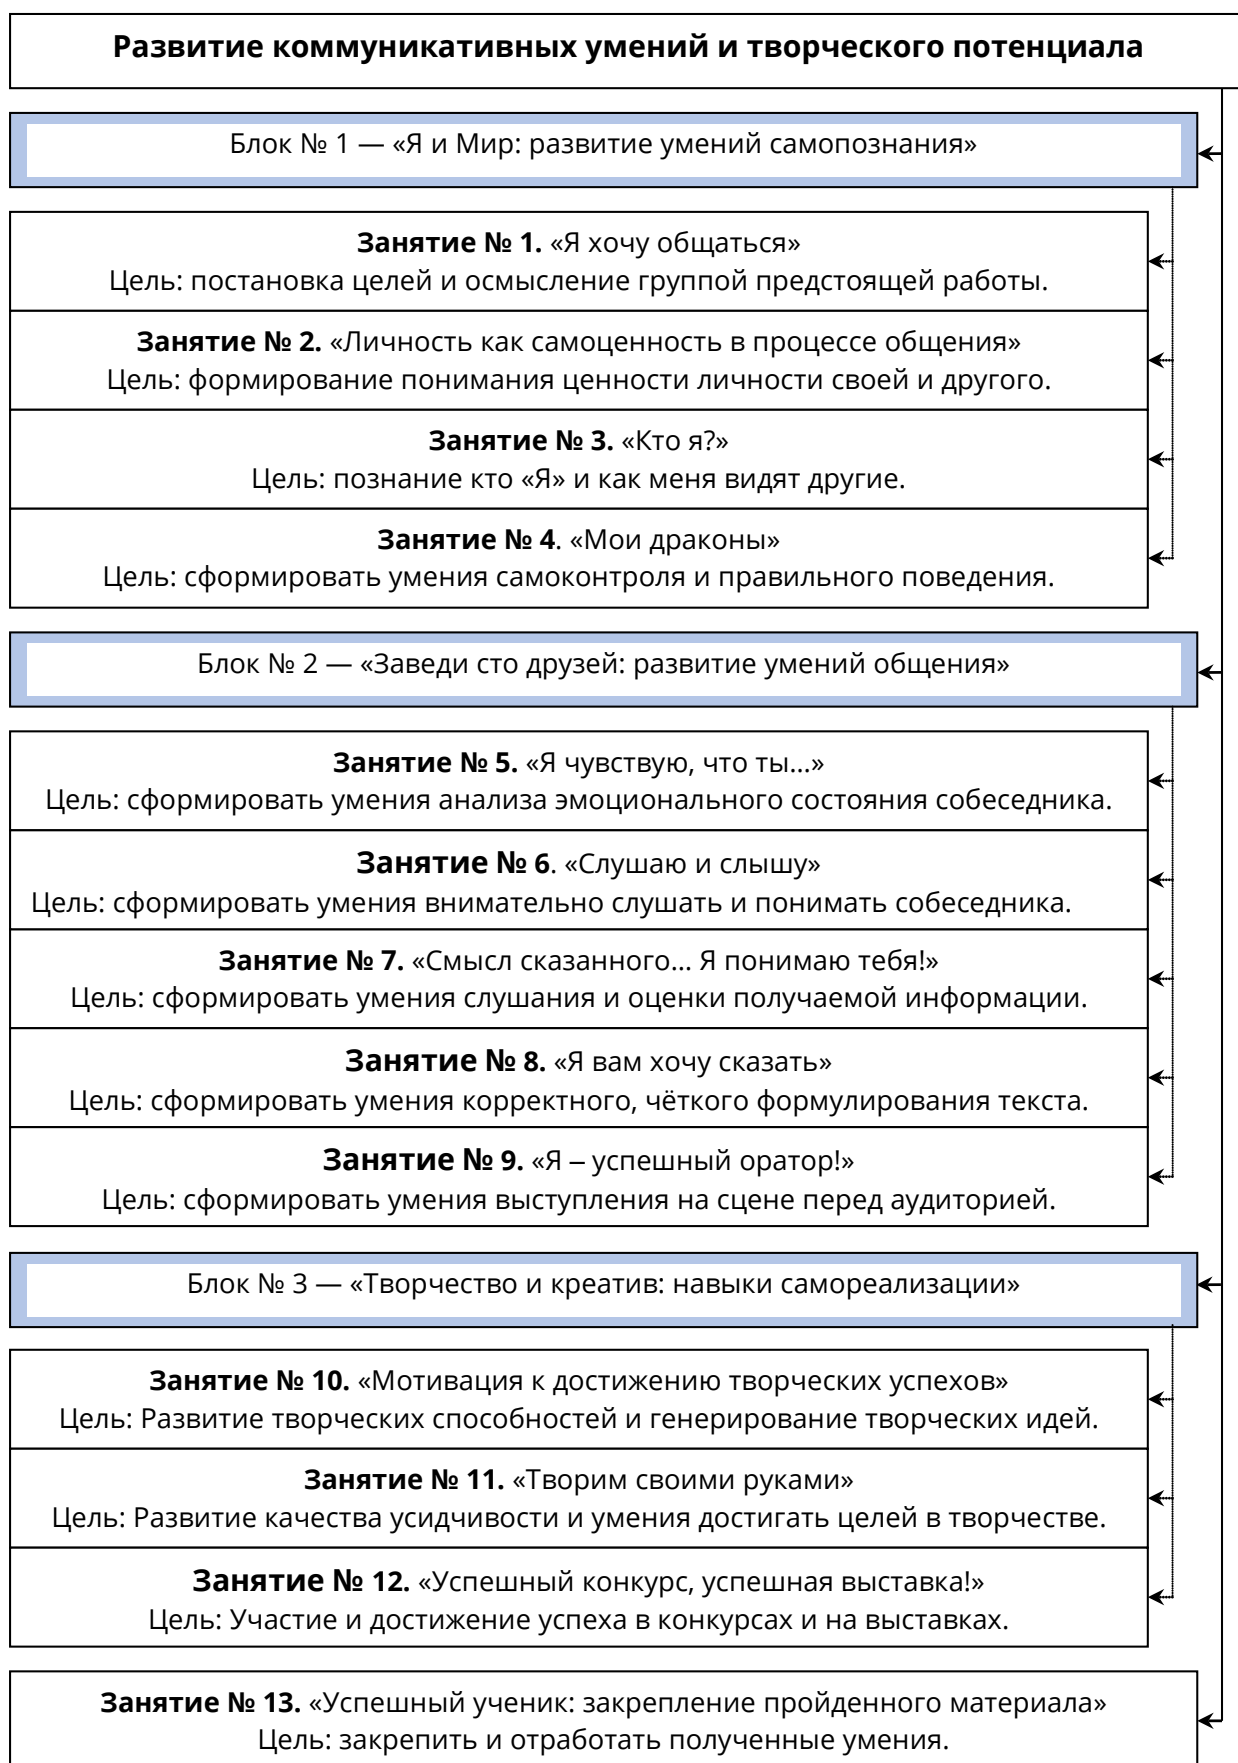 Развитие коммуникативных умений и творческого потенциала
Блок № 1 — «Я и Мир: развитие умений самопознания»
Занятие № 1. «Я хочу общаться»
Цель: постановка целей и осмысление группой предстоящей работы.
Занятие № 2. «Личность как самоценность в процессе общения»
Цель: формирование понимания ценности личности своей и другого.
Занятие № 3. «Кто я?»
Цель: познание кто «Я» и как меня видят другие.
Занятие № 4. «Мои драконы»
Цель: сформировать умения самоконтроля и правильного поведения.
Блок № 2 — «Заведи сто друзей: развитие умений общения»
Занятие № 5. «Я чувствую, что ты…»
Цель: сформировать умения анализа эмоционального состояния собеседника.
Занятие № 6. «Слушаю и слышу»
Цель: сформировать умения внимательно слушать и понимать собеседника.
Занятие № 7. «Смысл сказанного… Я понимаю тебя!»
Цель: сформировать умения слушания и оценки получаемой информации.
Занятие № 8. «Я вам хочу сказать»
Цель: сформировать умения корректного, чёткого формулирования текста.
Занятие № 9. «Я – успешный оратор!»
Цель: сформировать умения выступления на сцене перед аудиторией.
Блок № 3 — «Творчество и креатив: навыки самореализации»
Занятие № 10. «Мотивация к достижению творческих успехов»
Цель: Развитие творческих способностей и генерирование творческих идей.
Занятие № 11. «Творим своими руками»
Цель: Развитие качества усидчивости и умения достигать целей в творчестве.
Занятие № 12. «Успешный конкурс, успешная выставка!»
Цель: Участие и достижение успеха в конкурсах и на выставках.
Занятие № 13. «Успешный ученик: закрепление пройденного материала»
Цель: закрепить и отработать полученные умения.